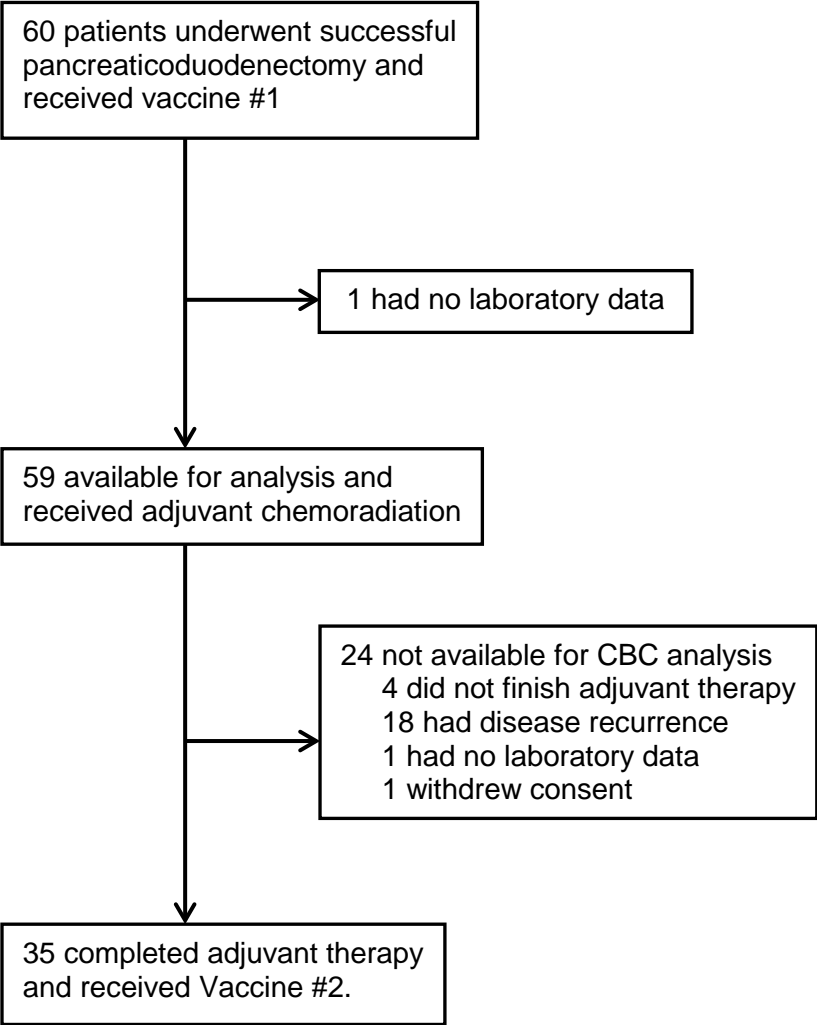 60 patients underwent successful
pancreaticoduodenectomy and
received vaccine #1
1 had no laboratory data
59 available for analysis and
received adjuvant chemoradiation
24 not available for CBC analysis
4 did not finish adjuvant therapy
18 had disease recurrence
1 had no laboratory data
1 withdrew consent
35 completed adjuvant therapy
and received Vaccine #2.